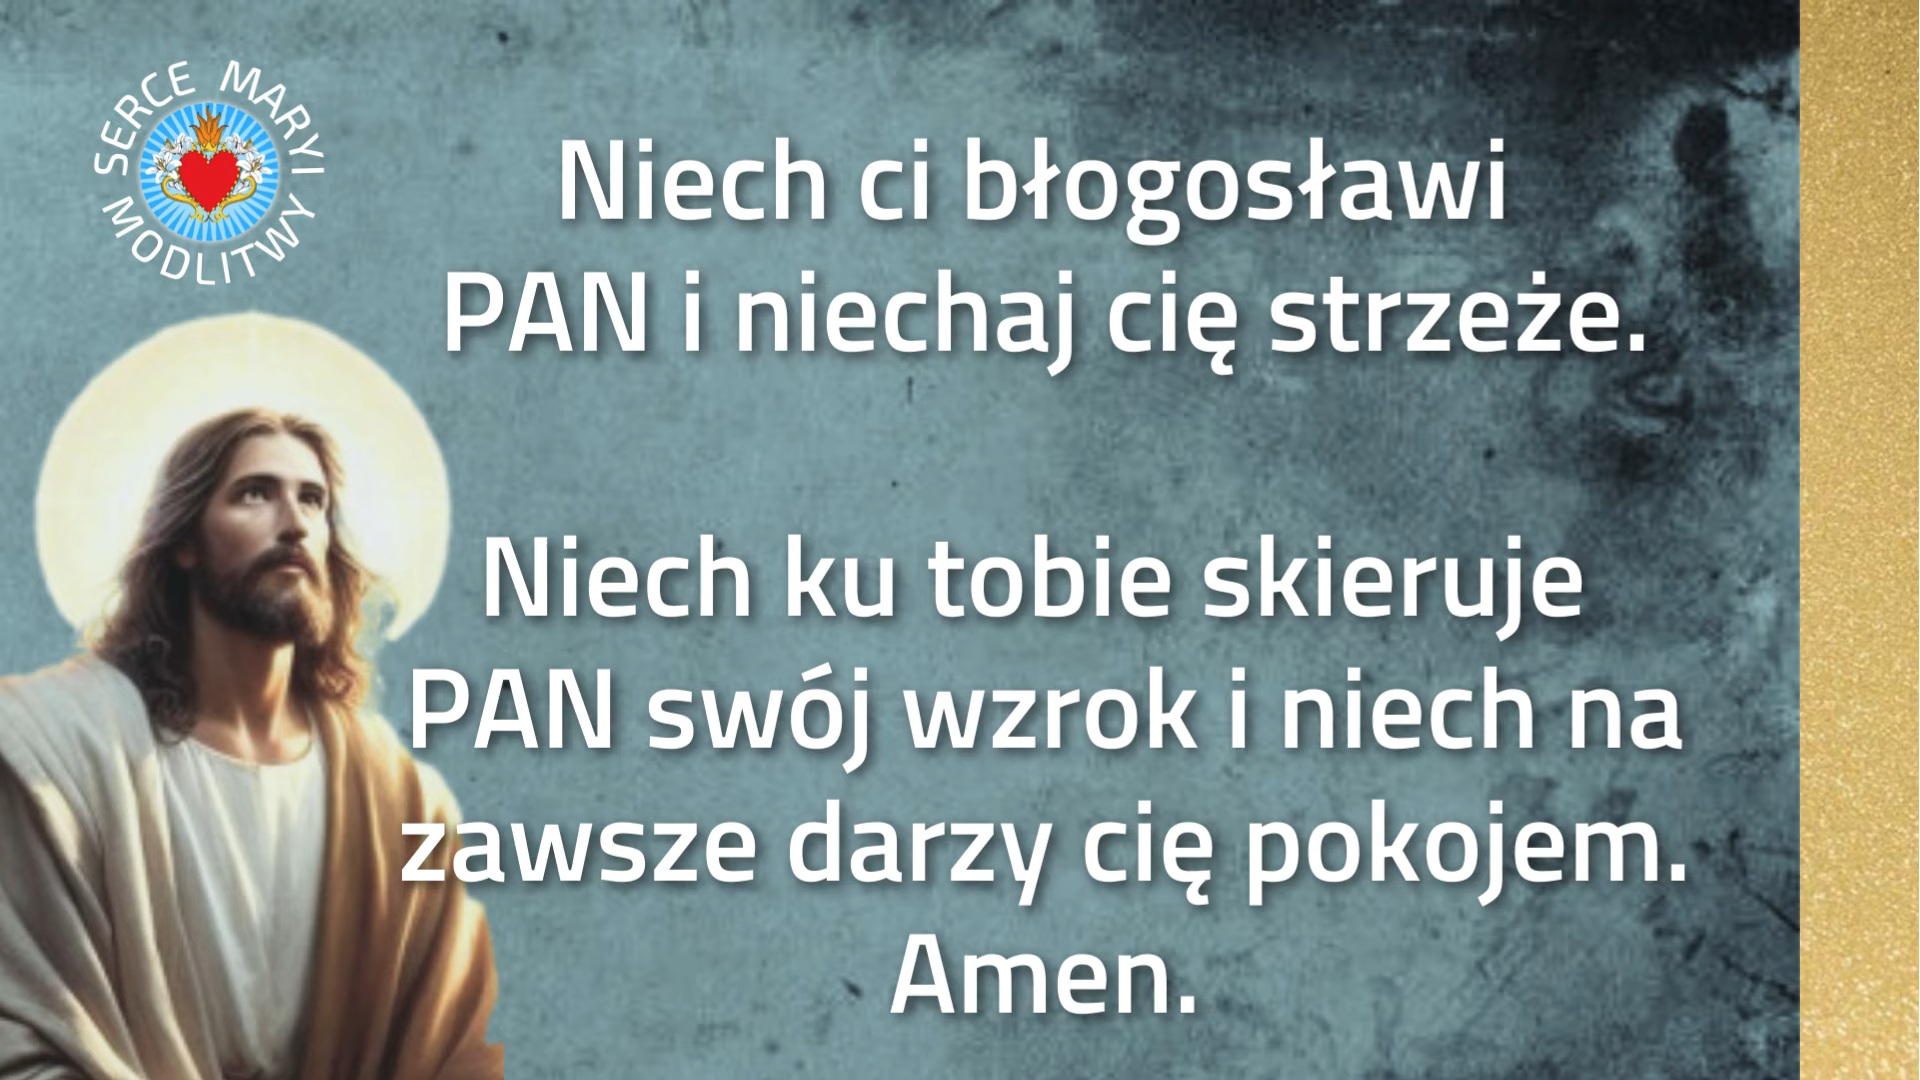 SERCE MARYI
MODLITWY
Niech ci błogosławi
PAN i niechaj cię strzeże.
Niech ku tobie skieruje
PAN swój wzrok i niech na
zawsze darzy cię pokojem.
Amen.